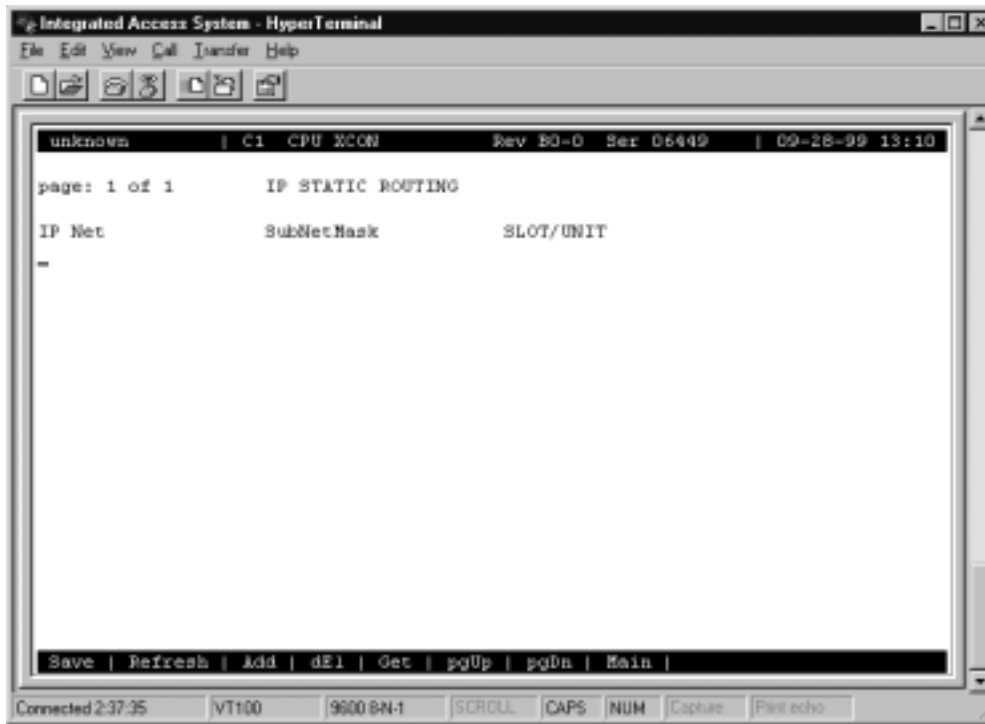 Integrated Access System - HyperTerminal
File Edit View Call Transfer Help
unknown | C1 CPU XCON Rev B0-0 Ser 06449 | 09-28-99 13:10
page: 1 of 1 IP STATIC ROUTING
IP Net SubNetMask SLOT/UNIT
Save | Refresh | Add | dEl | Get | pgUp | pgDn | Main |
Connected 2:37:35 VT100 9600 8-N-1 SCROLL CAPS NUM Capture Print echo